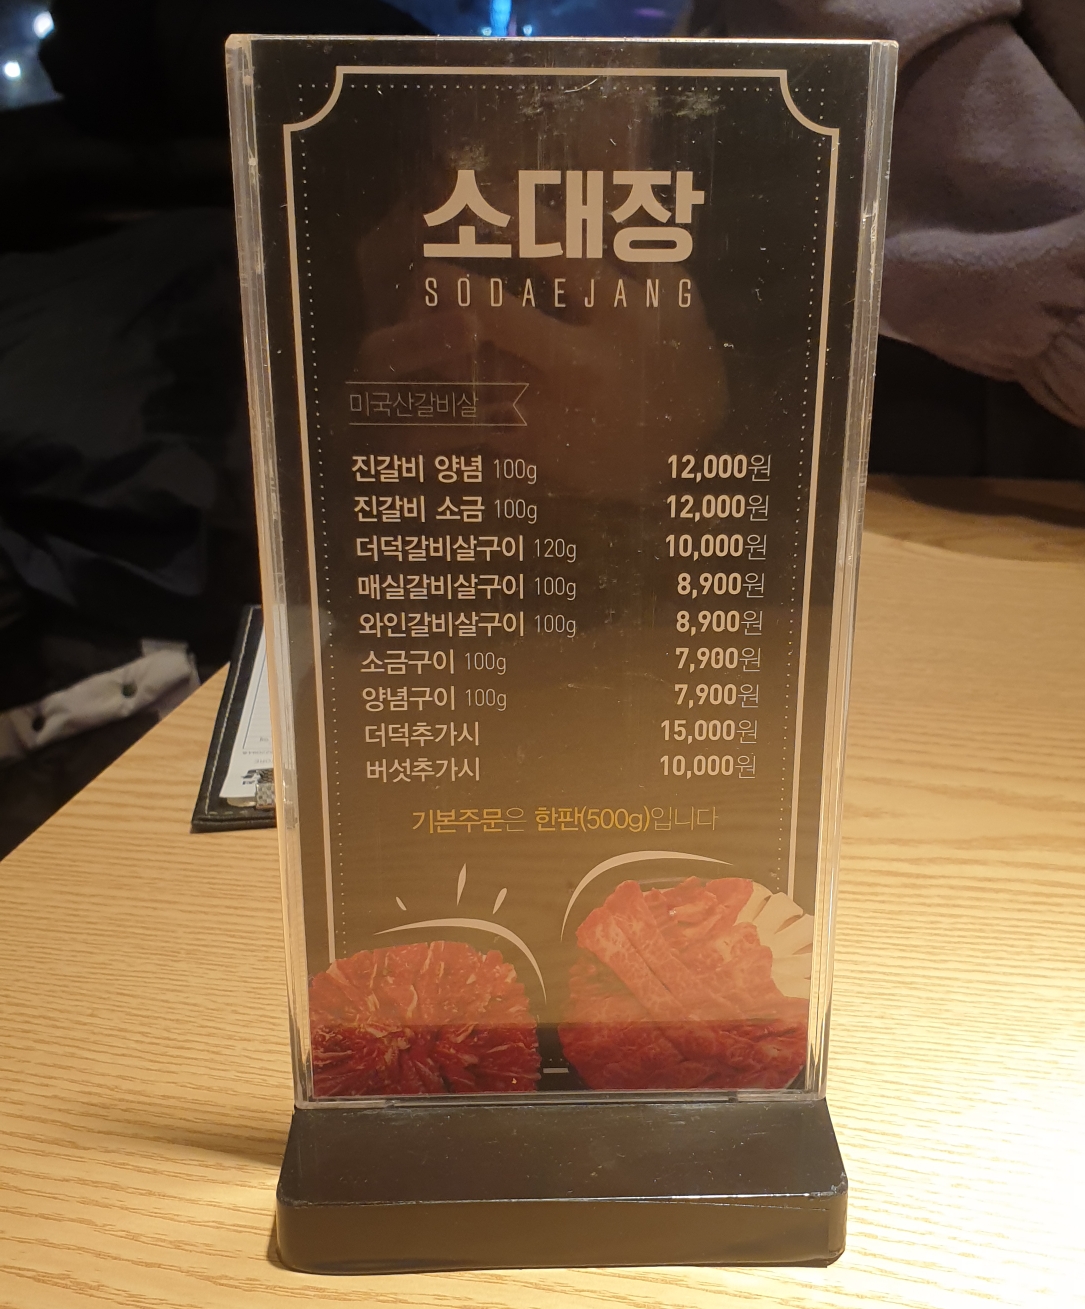 소대장
SODAEJANG
미국산갈비살
진갈비 양념 100g 12,000원
진갈비 소금 100g 12,000원
더덕갈비살구이 120g 10,000원
매실갈비살구이 100g 8,900원
와인갈비살구이 100g 8,900원
소금구이 100g 7,900원
양념구이 100g 7,900원
더덕추가시 15,000원
버섯추가시 10,000원
기본주문은 한판(500g)입니다